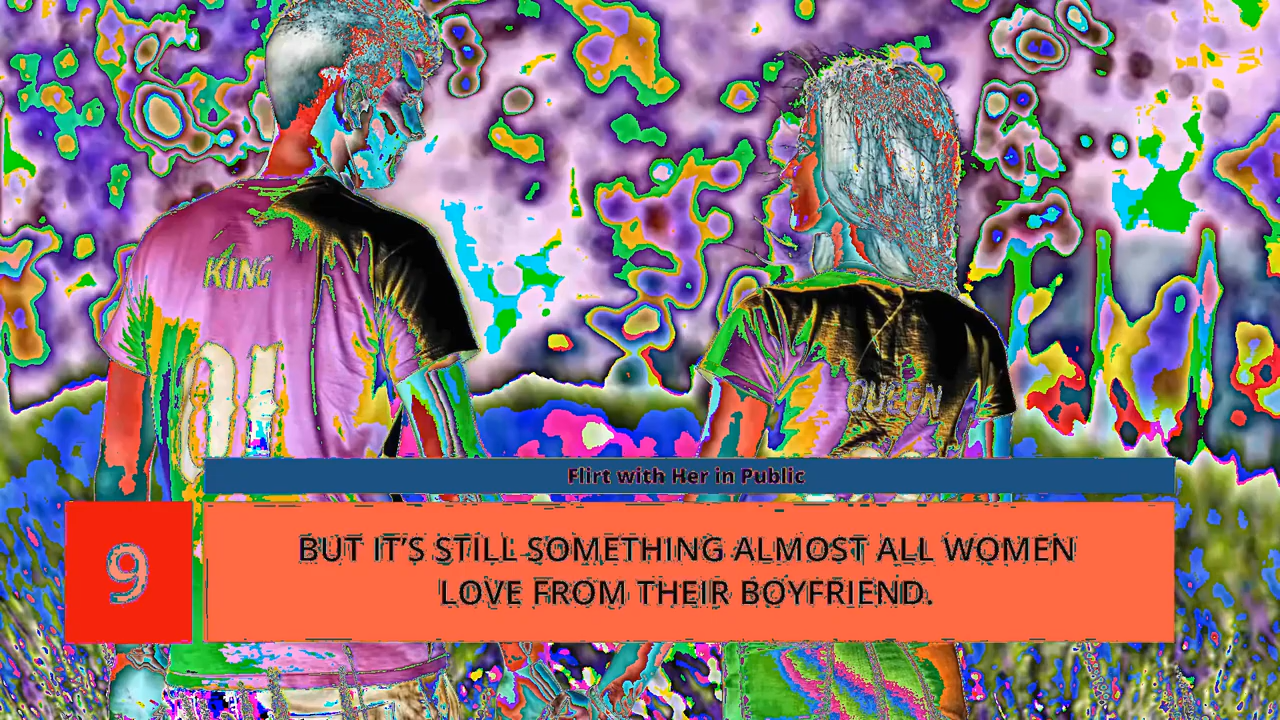 KING
01
QUEEN
Flirt with Her in Public
9
BUT IT'S STILL SOMETHING ALMOST ALL WOMEN
LOVE FROM THEIR BOYFRIEND.